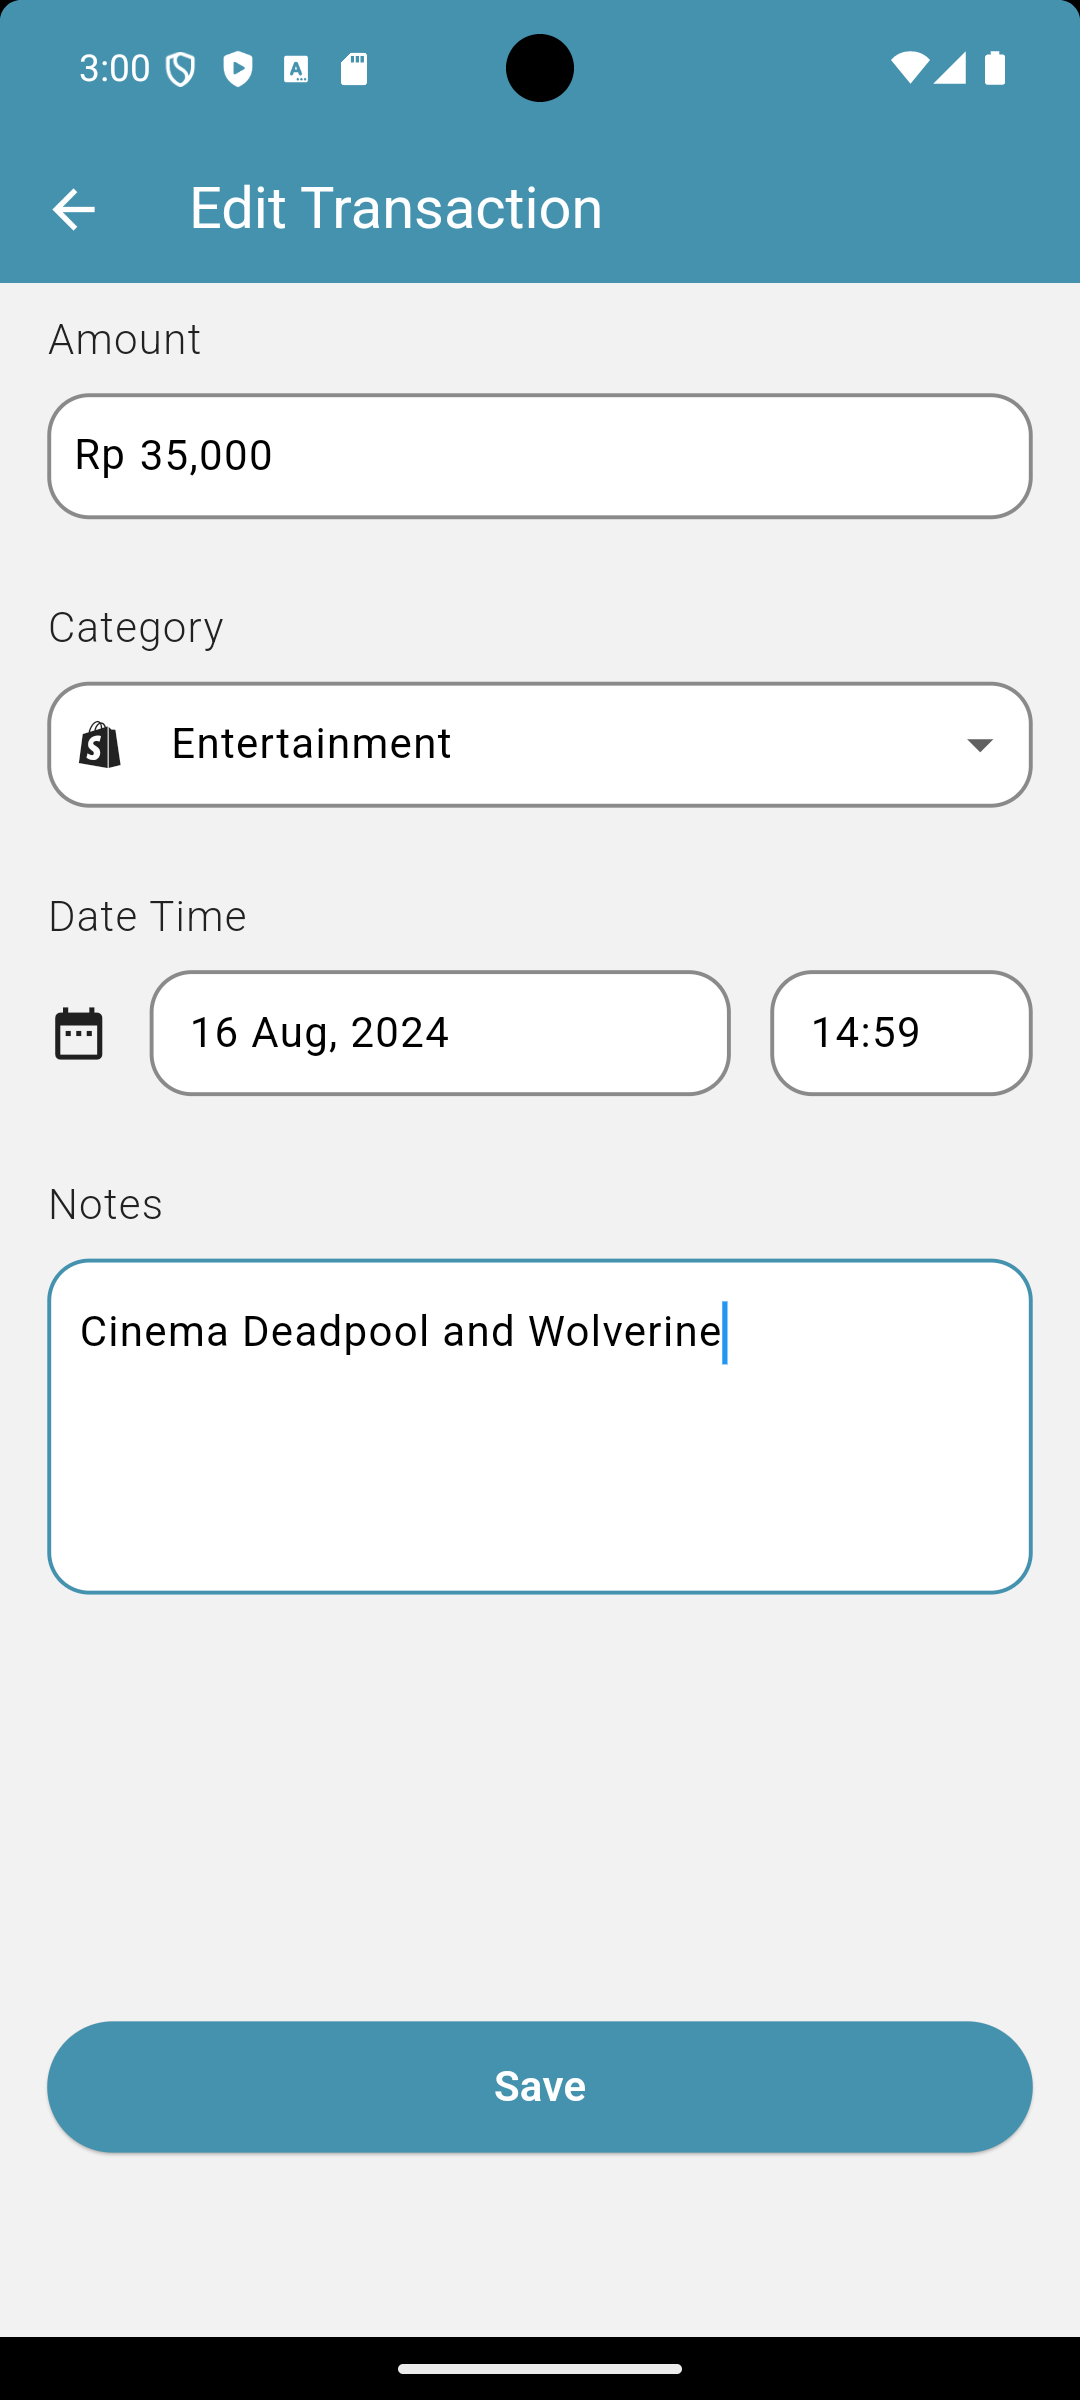 3:00
Edit Transaction
Amount
Rp 35,000
Category
Entertainment
Date Time
16 Aug, 2024 14:59
Notes
Cinema Deadpool and Wolverine
Save